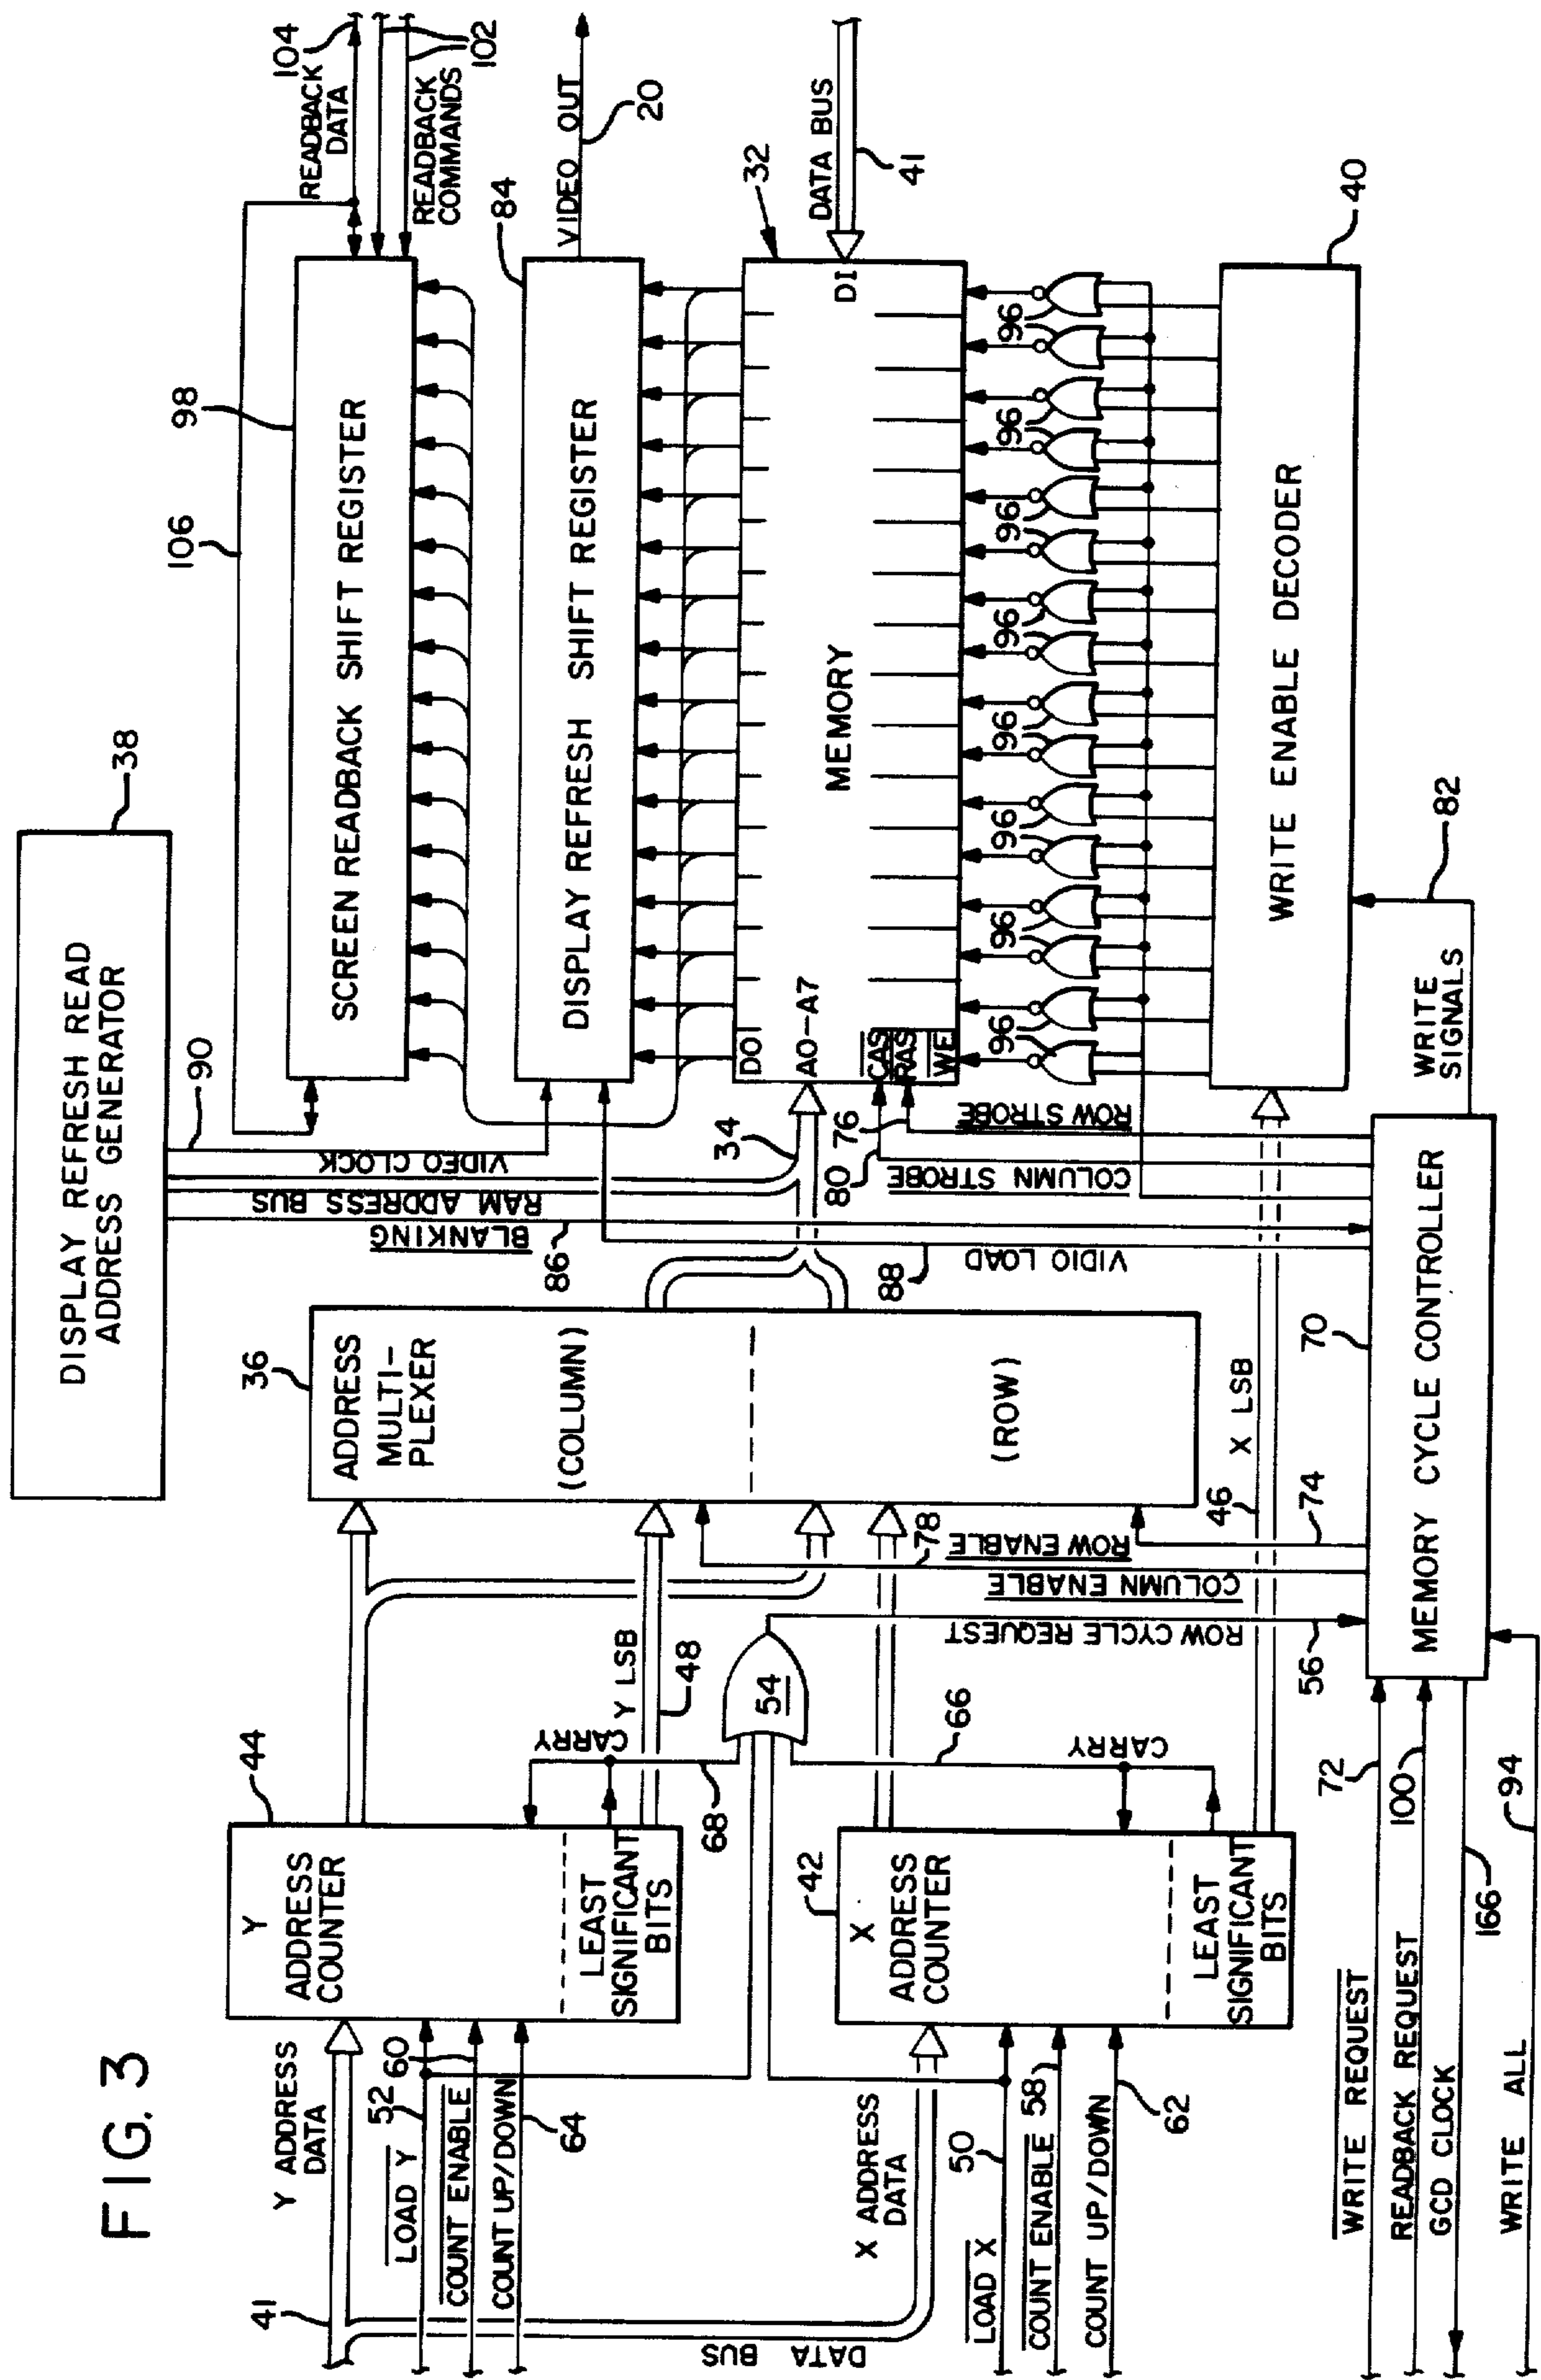 FIG. 3
41
Y ADDRESS
DATA
LOAD Y
52
COUNT ENABLE
60
COUNT UP/DOWN
64
DATA BUS
X ADDRESS
DATA
LOAD X
50
COUNT ENABLE
58
COUNT UP/DOWN
62
44
Y
ADDRESS
COUNTER
LEAST
SIGNIFICANT
BITS
CARRY
68
Y LSB
48
54
42
X
ADDRESS
COUNTER
LEAST
SIGNIFICANT
BITS
CARRY
66
X LSB
46
ROW CYCLE REQUEST
56
COLUMN ENABLE
78
ROW ENABLE
74
36
ADDRESS
MULTI-
PLEXER
(COLUMN)
(ROW)
38
DISPLAY REFRESH READ
ADDRESS GENERATOR
BLANKING
86
RAM ADDRESS BUS
VIDEO CLOCK
90
34
VIDIO LOAD
88
COLUMN STROBE
80
ROW STROBE
76
106
98
SCREEN READBACK SHIFT REGISTER
READBACK
DATA
104
READBACK
COMMANDS
102
84
DISPLAY REFRESH SHIFT REGISTER
VIDEO OUT
20
32
DO
A0-A7
MEMORY
DI
CAS
RAS
WE
DATA BUS
41
96
96
96
96
96
96
96
96
40
WRITE ENABLE DECODER
WRITE
SIGNALS
82
70
MEMORY CYCLE CONTROLLER
WRITE REQUEST
72
READBACK REQUEST
100
GCD CLOCK
166
WRITE ALL
94